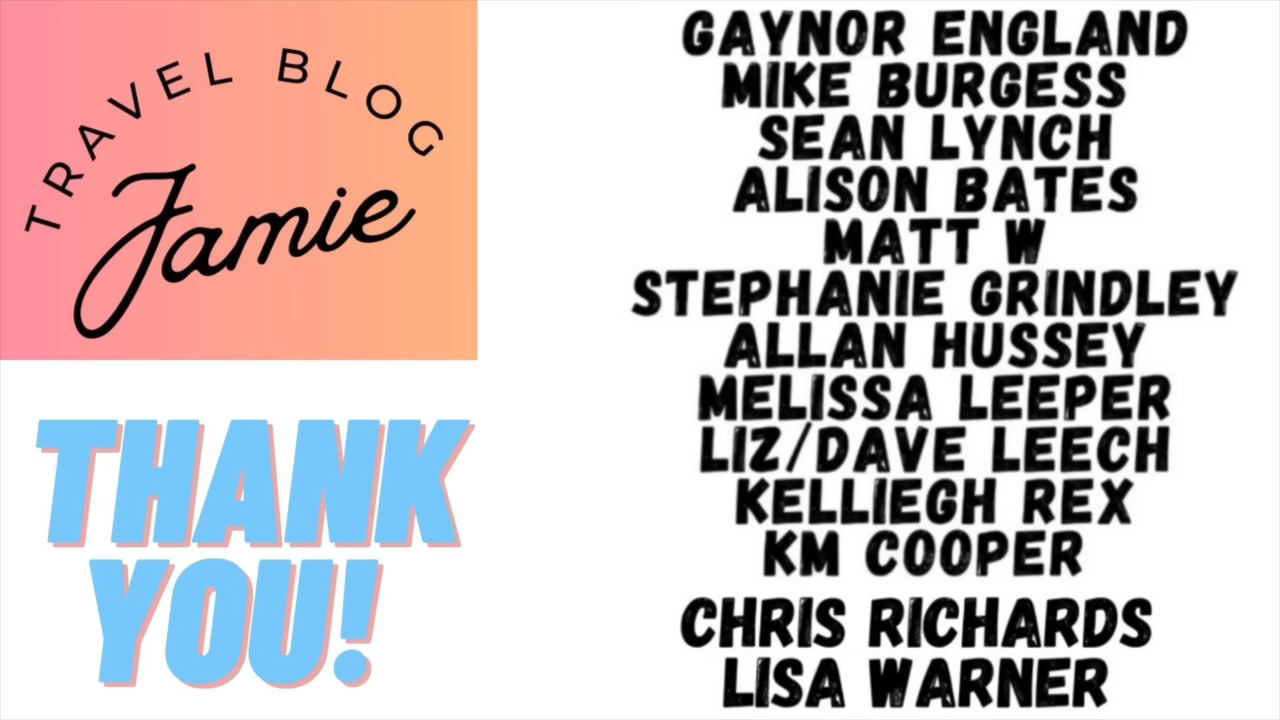 TRAVEL BLOG
Jamie
THANK
YOU!
GAYNOR ENGLAND
MIKE BURGESS
SEAN LYNCH
ALISON BATES
MATT W
STEPHANIE GRINDLEY
ALLAN HUSSEY
MELISSA LEEPER
LIZ/DAVE LEECH
KELLIEGH REX
KM COOPER
CHRIS RICHARDS
LISA WARNER